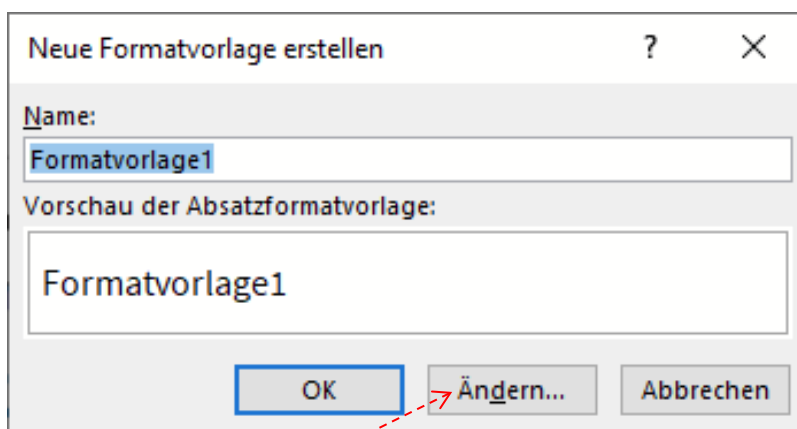 Neue Formatvorlage erstellen ? ✕
Name:
Formatvorlage1
Vorschau der Absatzformatvorlage:
Formatvorlage1
OK Ändern... Abbrechen